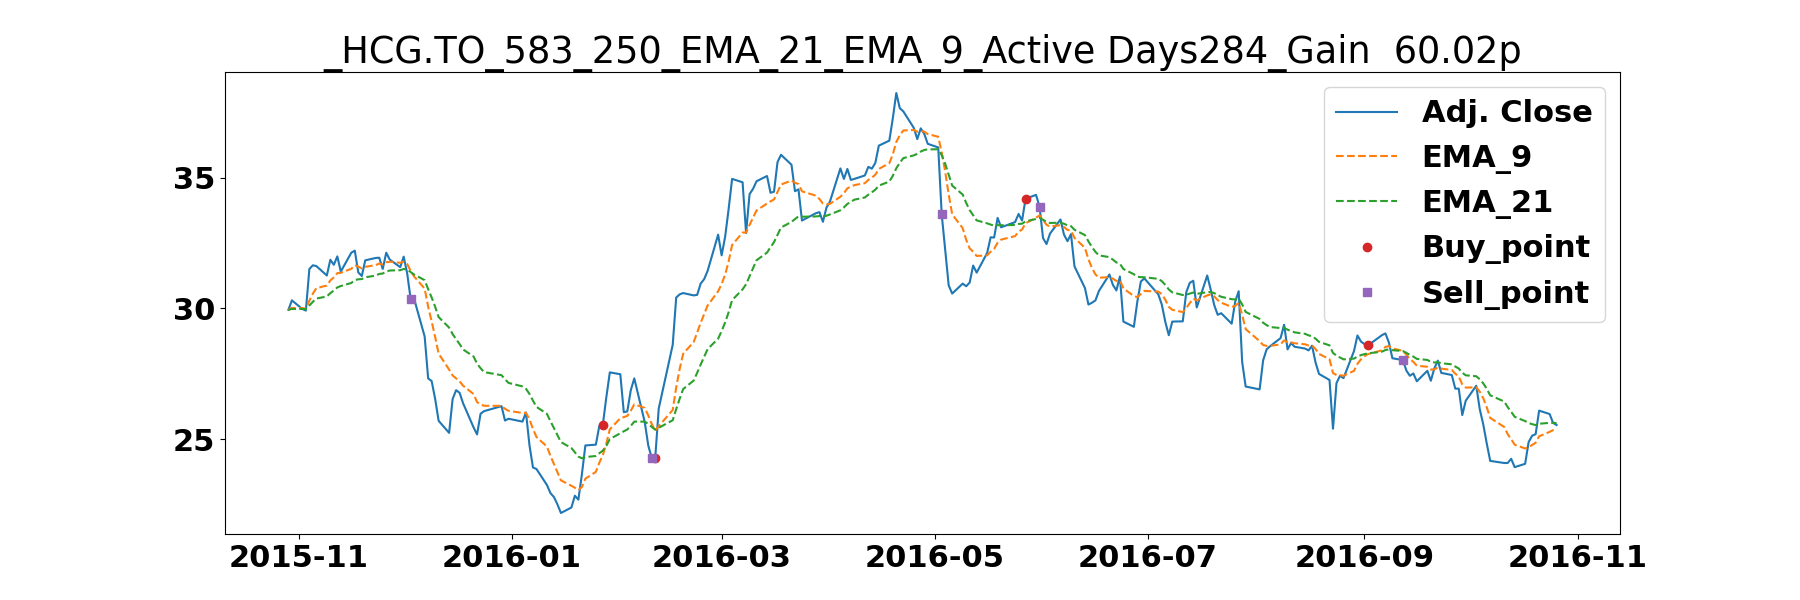 _HCG.TO_583_250_EMA_21_EMA_9_Active Days284_Gain  60.02p
Adj. Close
EMA_9
EMA_21
Buy_point
Sell_point
35
30
25
2015-11 2016-01 2016-03 2016-05 2016-07 2016-09 2016-11